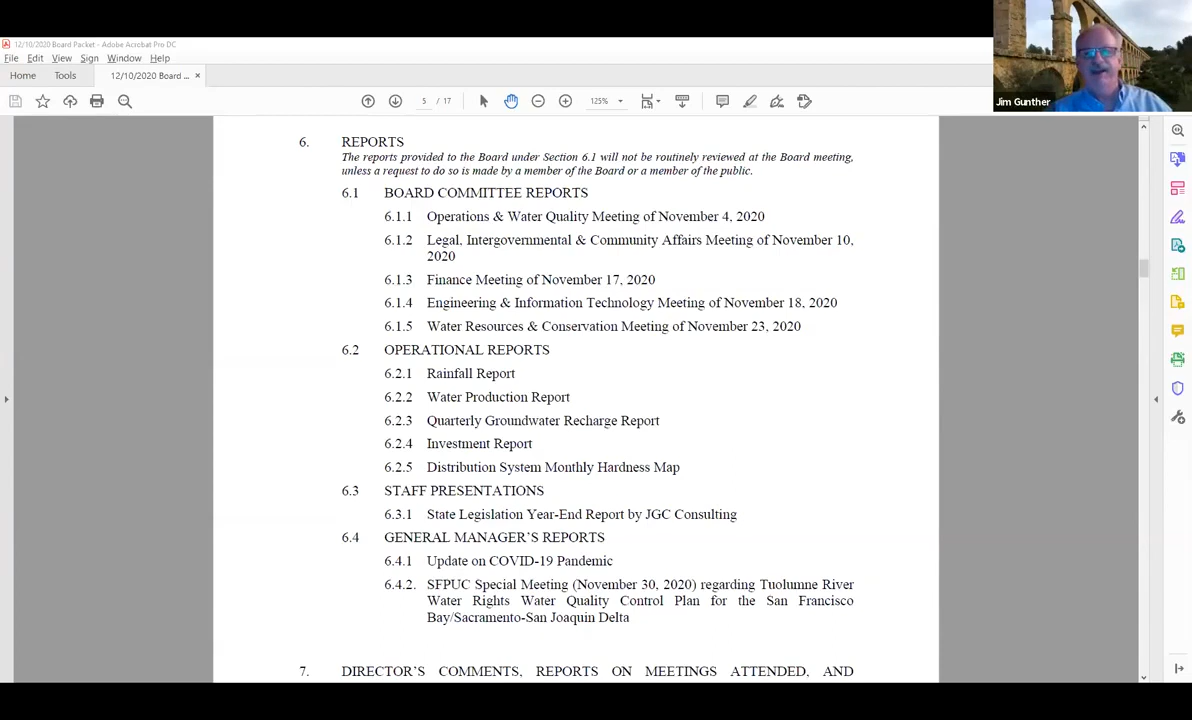 12/10/2020 Board Packet - Adobe Acrobat Pro DC
File Edit View Sign Window Help
Home Tools 12/10/2020 Board ... ×
5 / 17 125%
Jim Gunther
6. REPORTS
The reports provided to the Board under Section 6.1 will not be routinely reviewed at the Board meeting,
unless a request to do so is made by a member of the Board or a member of the public.
6.1 BOARD COMMITTEE REPORTS
6.1.1 Operations & Water Quality Meeting of November 4, 2020
6.1.2 Legal, Intergovernmental & Community Affairs Meeting of November 10,
2020
6.1.3 Finance Meeting of November 17, 2020
6.1.4 Engineering & Information Technology Meeting of November 18, 2020
6.1.5 Water Resources & Conservation Meeting of November 23, 2020
6.2 OPERATIONAL REPORTS
6.2.1 Rainfall Report
6.2.2 Water Production Report
6.2.3 Quarterly Groundwater Recharge Report
6.2.4 Investment Report
6.2.5 Distribution System Monthly Hardness Map
6.3 STAFF PRESENTATIONS
6.3.1 State Legislation Year-End Report by JGC Consulting
6.4 GENERAL MANAGER'S REPORTS
6.4.1 Update on COVID-19 Pandemic
6.4.2. SFPUC Special Meeting (November 30, 2020) regarding Tuolumne River
Water Rights Water Quality Control Plan for the San Francisco
Bay/Sacramento-San Joaquin Delta
7. DIRECTOR'S COMMENTS, REPORTS ON MEETINGS ATTENDED, AND